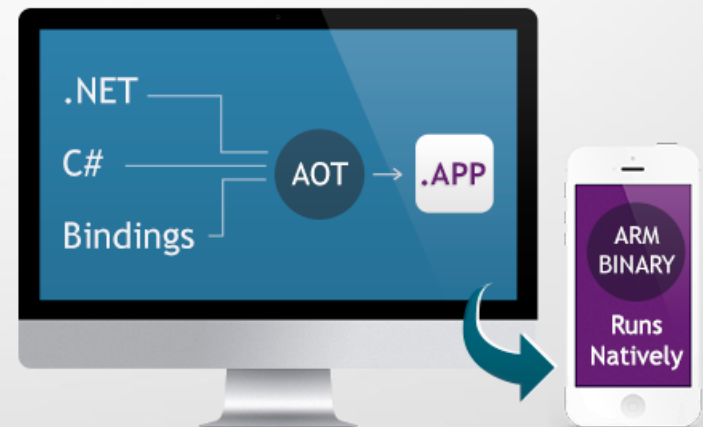 .NET
C#
Bindings
AOT
.APP
ARM
BINARY
Runs
Natively